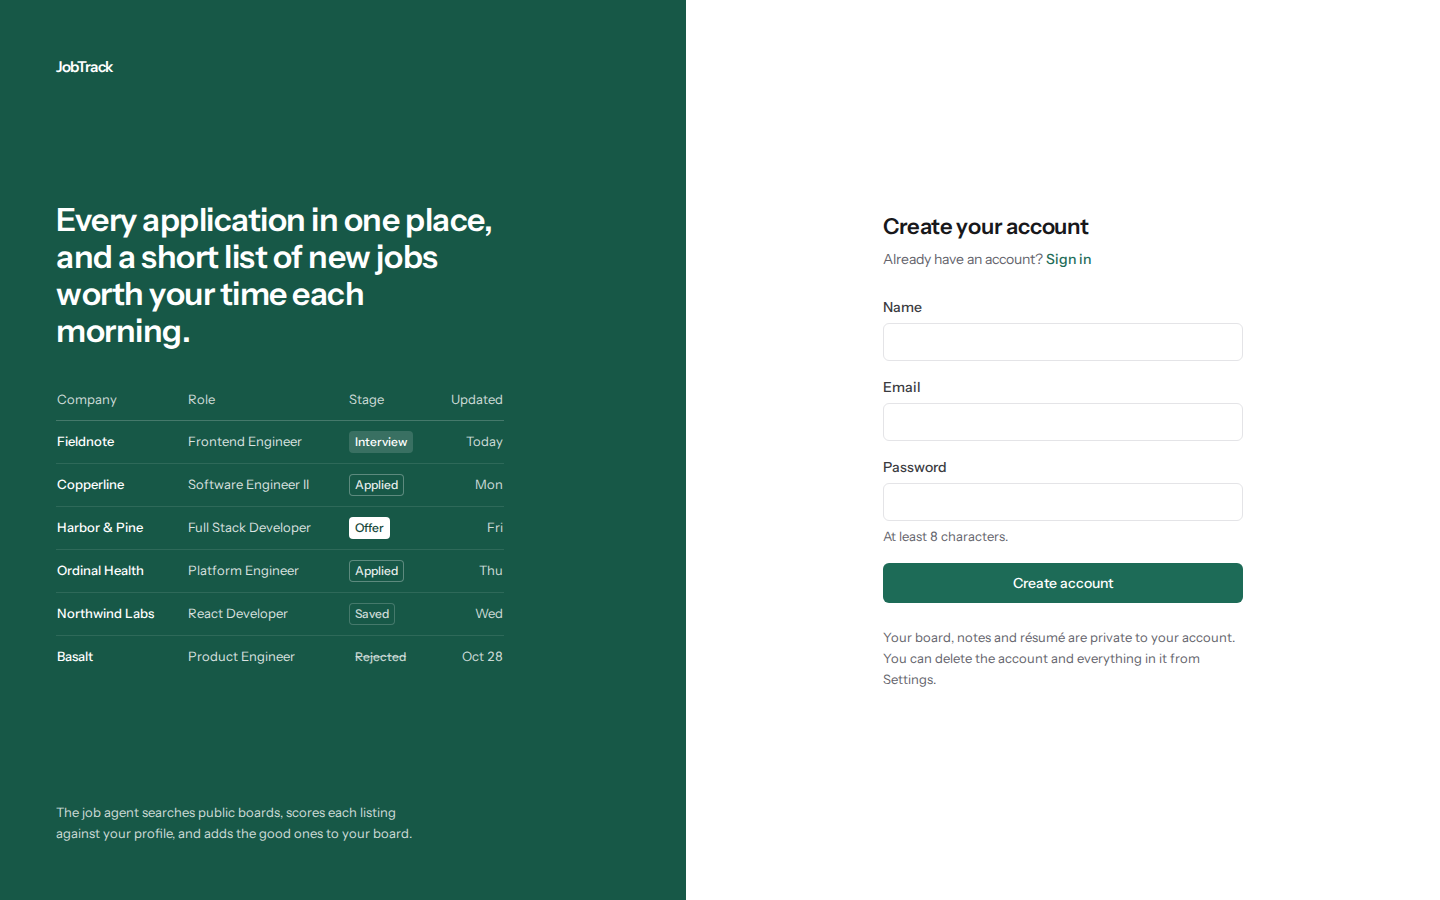 JobTrack
Every application in one place,
and a short list of new jobs
worth your time each
morning.
Company Role Stage Updated
Fieldnote Frontend Engineer Interview Today
Copperline Software Engineer II Applied Mon
Harbor & Pine Full Stack Developer Offer Fri
Ordinal Health Platform Engineer Applied Thu
Northwind Labs React Developer Saved Wed
Basalt Product Engineer Rejected Oct 28
The job agent searches public boards, scores each listing
against your profile, and adds the good ones to your board.
Create your account
Already have an account? Sign in
Name
Email
Password
At least 8 characters.
Create account
Your board, notes and résumé are private to your account.
You can delete the account and everything in it from
Settings.